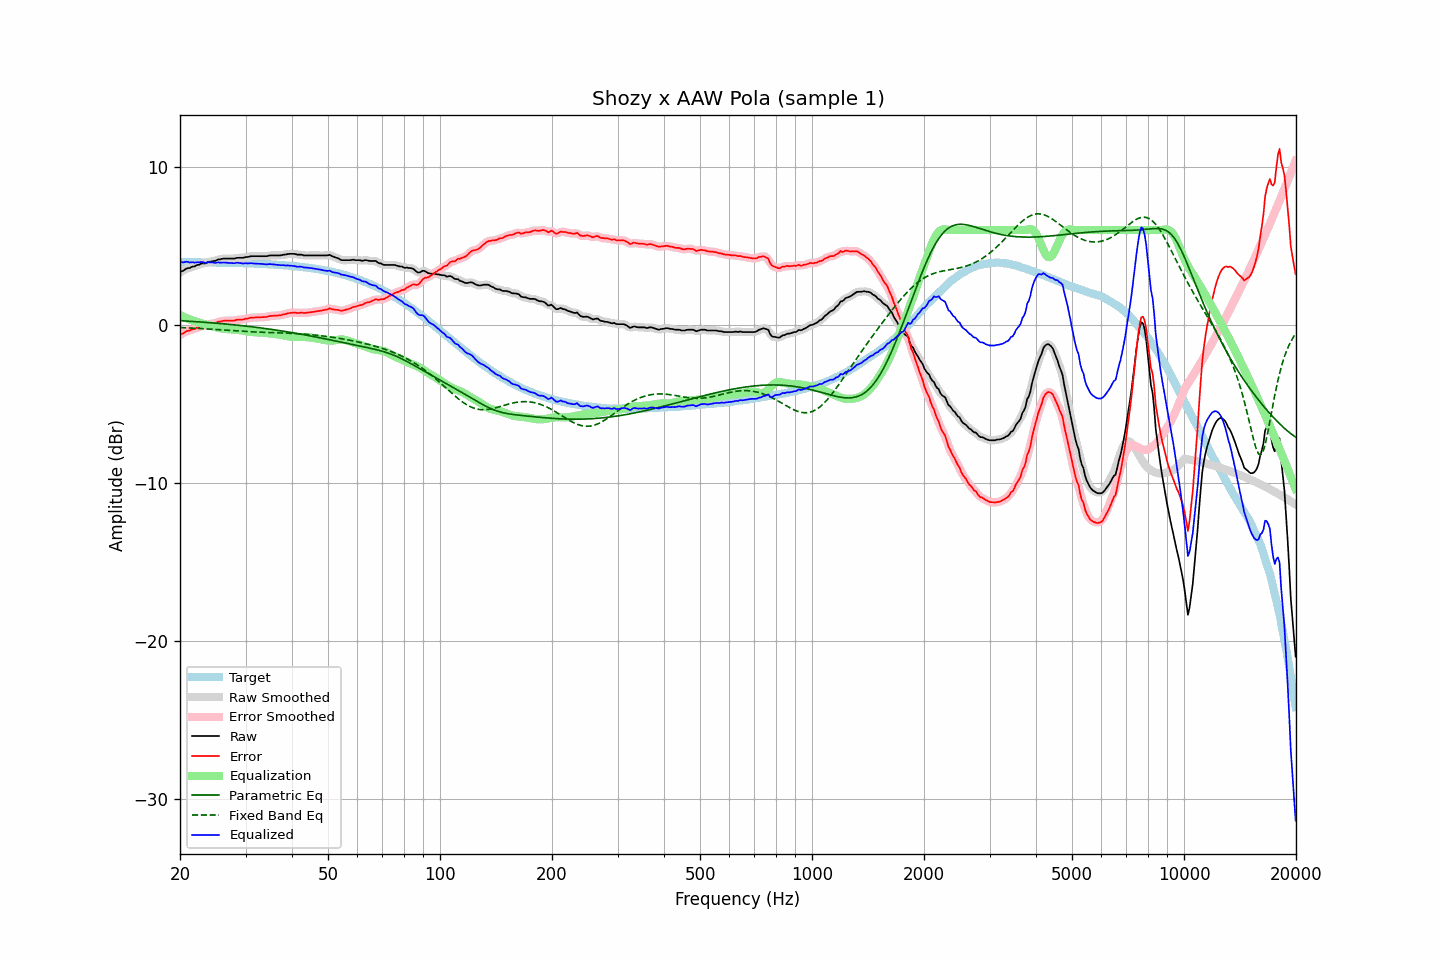 Shozy x AAW Pola (sample 1)
10
0
−10
−20
−30
Amplitude (dBr)
Target
Raw Smoothed
Error Smoothed
Raw
Error
Equalization
Parametric Eq
Fixed Band Eq
Equalized
20 50 100 200 500 1000 2000 5000 10000 20000
Frequency (Hz)